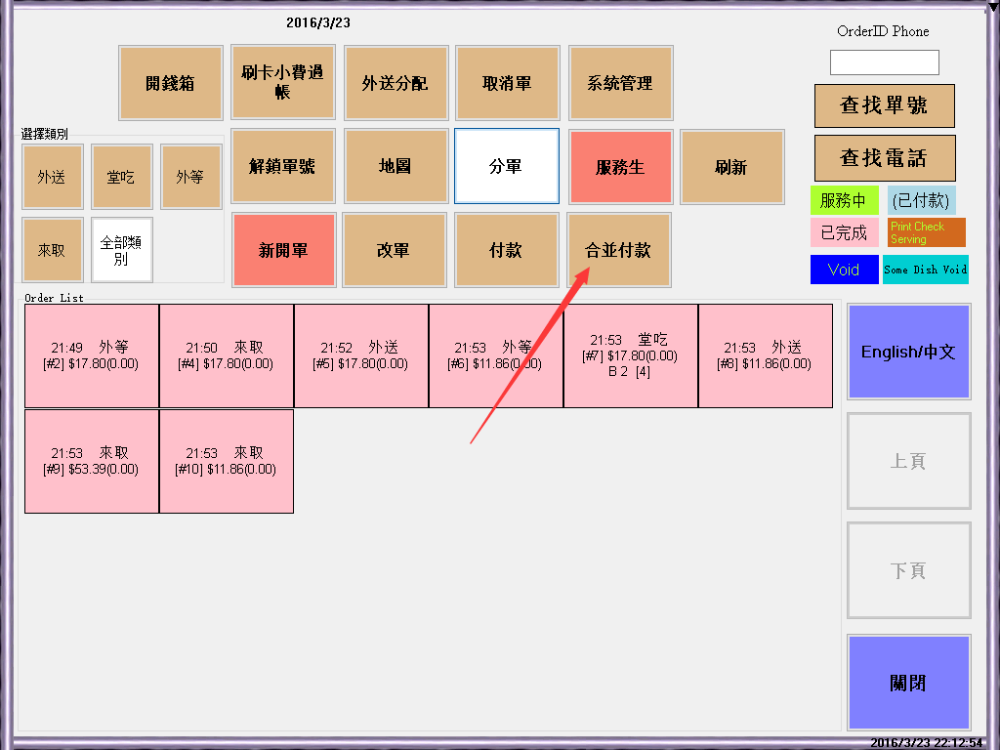 2016/3/23
OrderID Phone
開錢箱
刷卡小費過
帳
外送分配
取消單
系統管理
查找單號
選擇類別
外送
堂吃
外等
解鎖單號
地圖
分單
服務生
刷新
查找電話
服務中
(已付款)
來取
全部類
別
新開單
改單
付款
合並付款
已完成
Print Check
Serving
Void
Some Dish Void
Order List
21:49 外等
[#2] $17.80(0.00)
21:50 來取
[#4] $17.80(0.00)
21:52 外送
[#5] $17.80(0.00)
21:53 外等
[#6] $11.86(0.00)
21:53 堂吃
[#7] $17.80(0.00)
B 2 [4]
21:53 外送
[#8] $11.86(0.00)
English/中文
21:53 來取
[#9] $53.39(0.00)
21:53 來取
[#10] $11.86(0.00)
上頁
下頁
關閉
2016/3/23 22:12:54